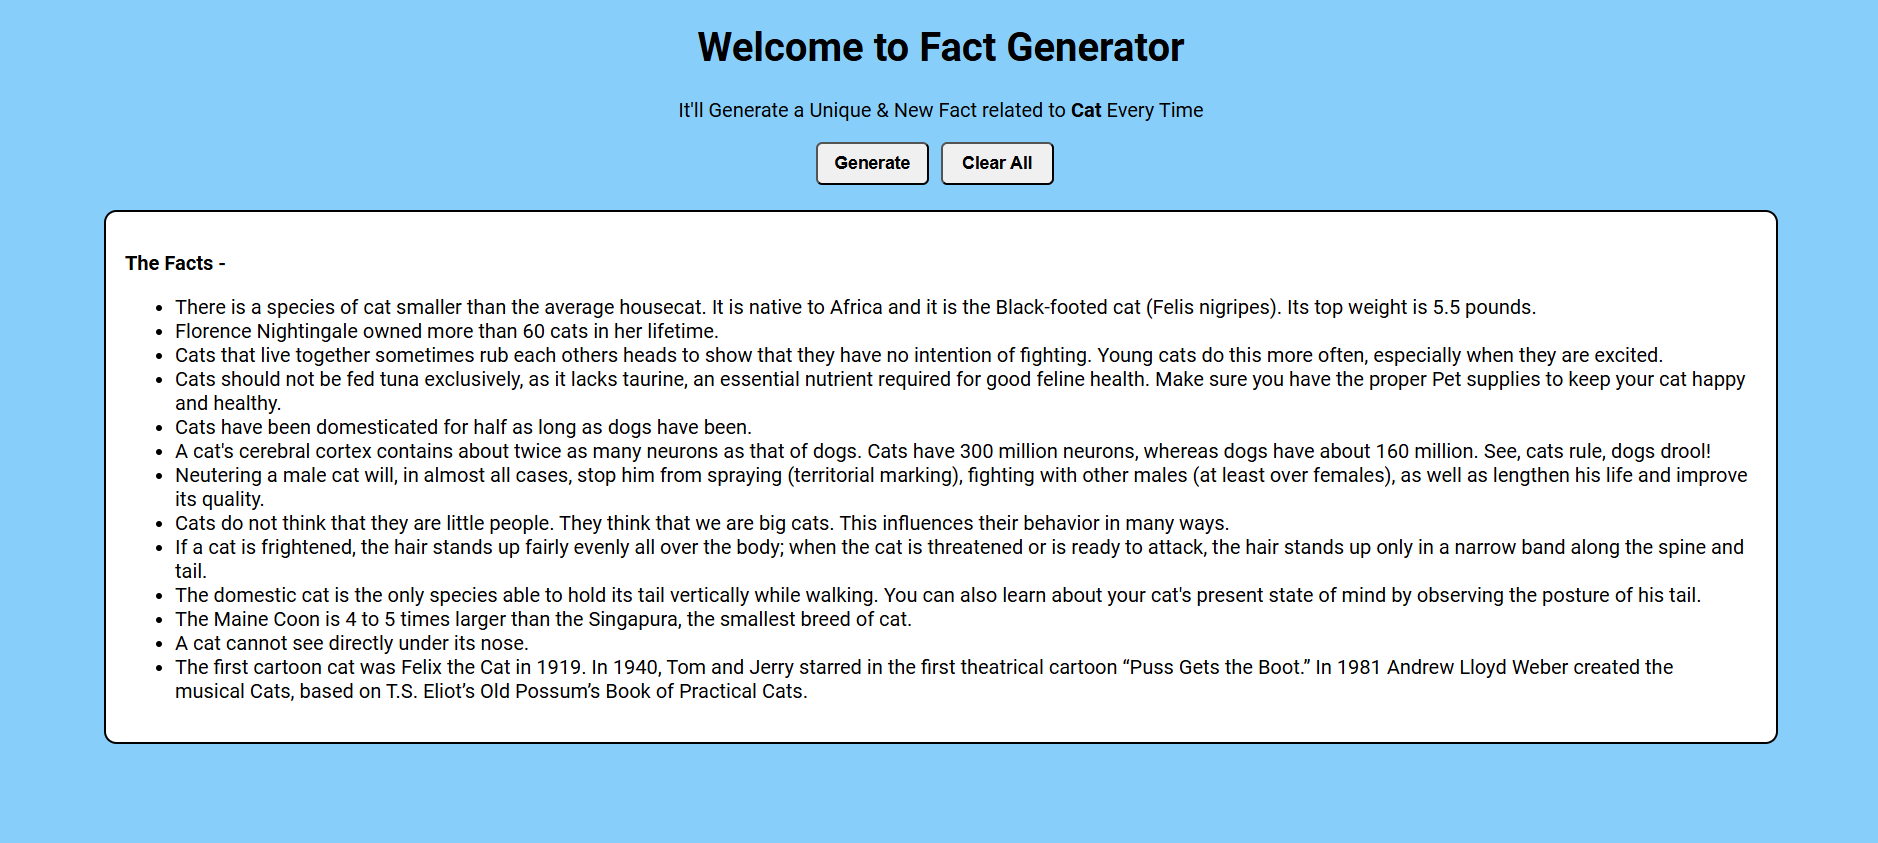 Welcome to Fact Generator
It'll Generate a Unique & New Fact related to Cat Every Time
Generate
Clear All
The Facts -
• There is a species of cat smaller than the average housecat. It is native to Africa and it is the Black-footed cat (Felis nigripes). Its top weight is 5.5 pounds.
• Florence Nightingale owned more than 60 cats in her lifetime.
• Cats that live together sometimes rub each others heads to show that they have no intention of fighting. Young cats do this more often, especially when they are excited.
• Cats should not be fed tuna exclusively, as it lacks taurine, an essential nutrient required for good feline health. Make sure you have the proper Pet supplies to keep your cat happy
and healthy.
• Cats have been domesticated for half as long as dogs have been.
• A cat's cerebral cortex contains about twice as many neurons as that of dogs. Cats have 300 million neurons, whereas dogs have about 160 million. See, cats rule, dogs drool!
• Neutering a male cat will, in almost all cases, stop him from spraying (territorial marking), fighting with other males (at least over females), as well as lengthen his life and improve
its quality.
• Cats do not think that they are little people. They think that we are big cats. This influences their behavior in many ways.
• If a cat is frightened, the hair stands up fairly evenly all over the body; when the cat is threatened or is ready to attack, the hair stands up only in a narrow band along the spine and
tail.
• The domestic cat is the only species able to hold its tail vertically while walking. You can also learn about your cat's present state of mind by observing the posture of his tail.
• The Maine Coon is 4 to 5 times larger than the Singapura, the smallest breed of cat.
• A cat cannot see directly under its nose.
• The first cartoon cat was Felix the Cat in 1919. In 1940, Tom and Jerry starred in the first theatrical cartoon “Puss Gets the Boot.” In 1981 Andrew Lloyd Weber created the
musical Cats, based on T.S. Eliot’s Old Possum’s Book of Practical Cats.